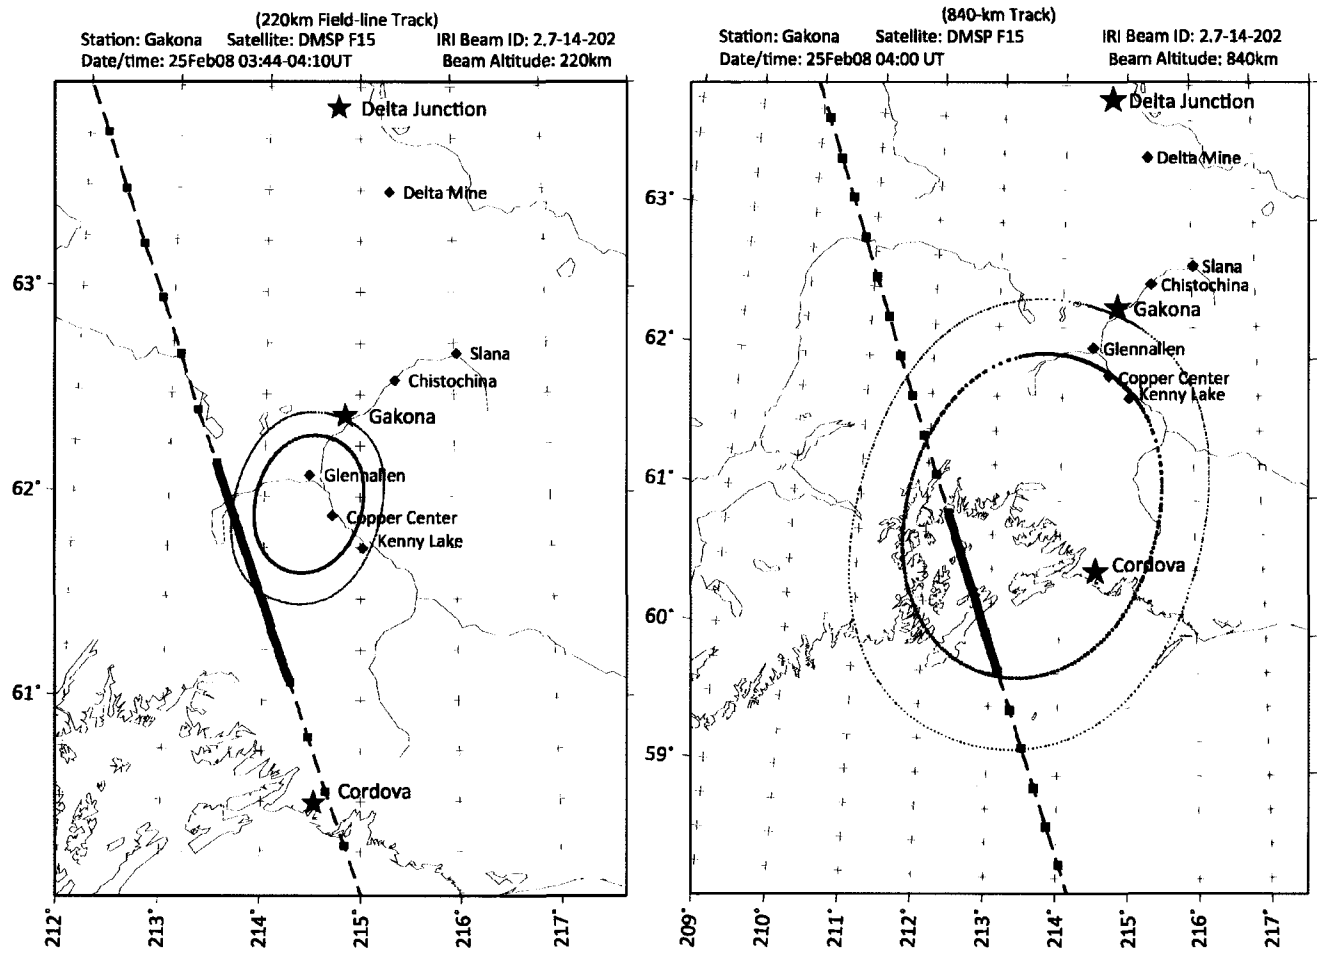 (220km Field-line Track)
Station: Gakona Satellite: DMSP F15 IRI Beam ID: 2.7-14-202
Date/time: 25Feb08 03:44-04:10UT Beam Altitude: 220km
Delta Junction
Delta Mine
63°
Slana
Chistochina
Gakona
62°
Glennallen
Copper Center
Kenny Lake
61°
Cordova
212° 213° 214° 215° 216° 217°
(840-km Track)
Station: Gakona Satellite: DMSP F15 IRI Beam ID: 2.7-14-202
Date/time: 25Feb08 04:00 UT Beam Altitude: 840km
Delta Junction
Delta Mine
63°
Slana
Chistochina
Gakona
62°
Glennallen
Copper Center
Kenny Lake
61°
Cordova
60°
59°
209° 210° 211° 212° 213° 214° 215° 216° 217°